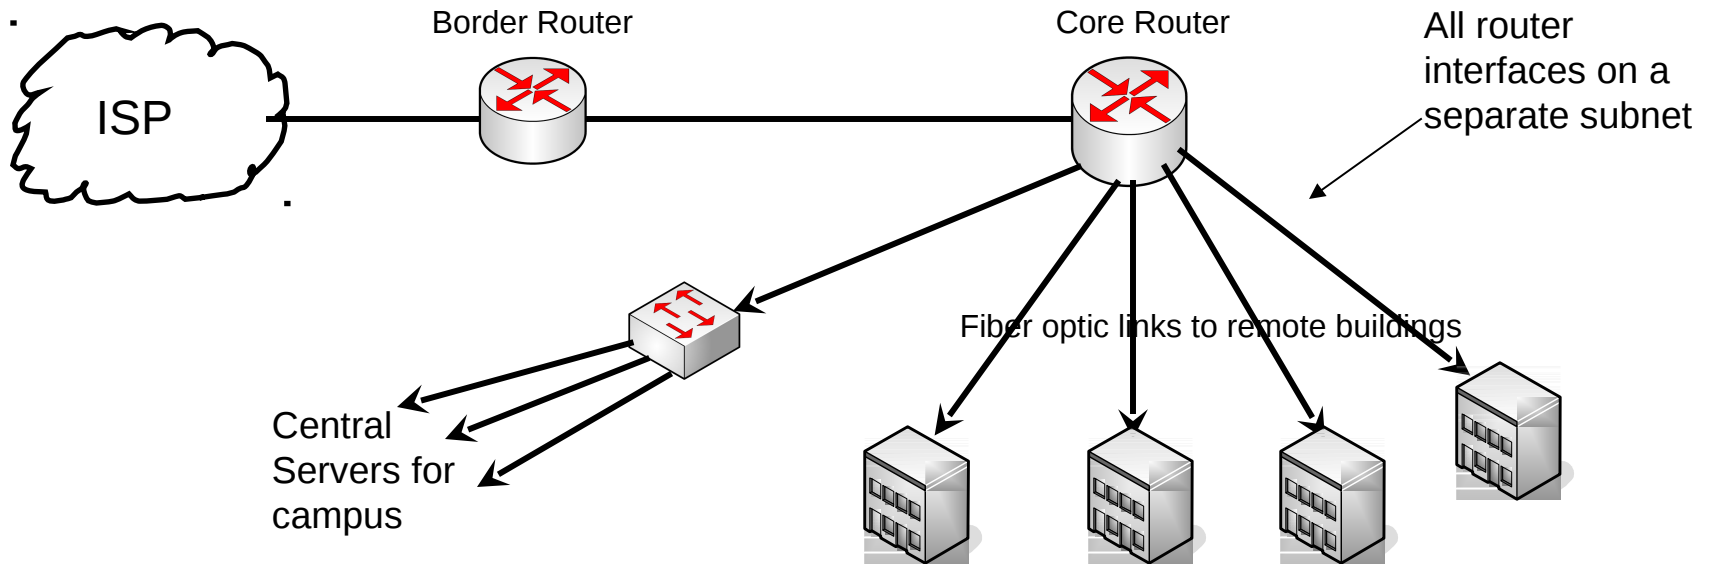 Border Router
Core Router
All router
interfaces on a
separate subnet
ISP
Fiber optic links to remote buildings
Central
Servers for
campus